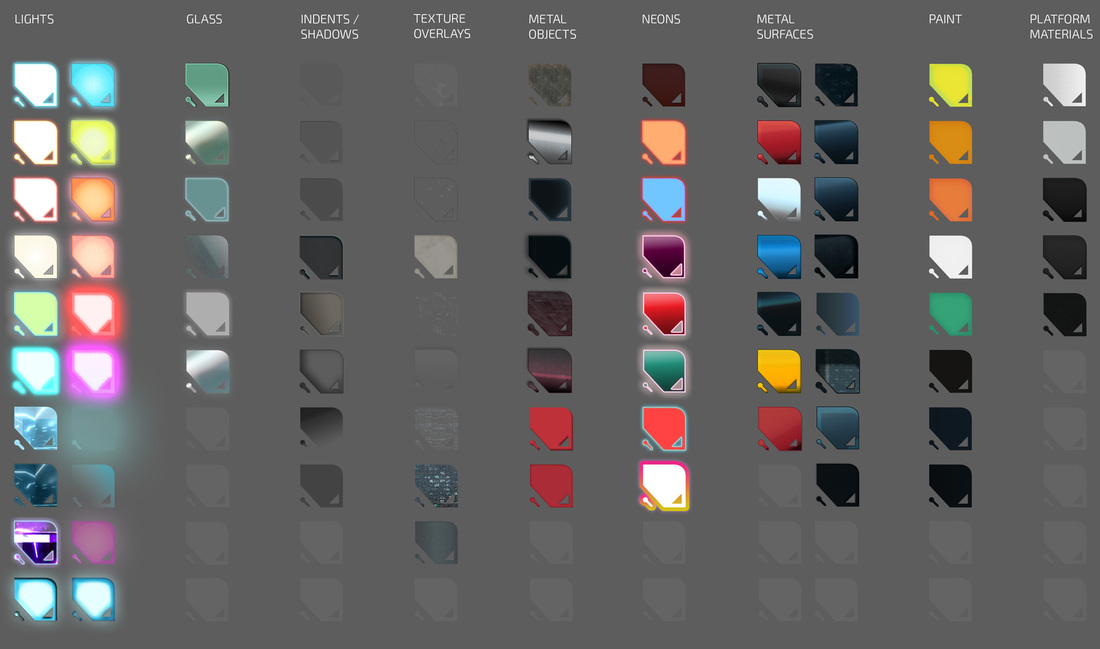 LIGHTS
GLASS
INDENTS /
SHADOWS
TEXTURE
OVERLAYS
METAL
OBJECTS
NEONS
METAL
SURFACES
PAINT
PLATFORM
MATERIALS